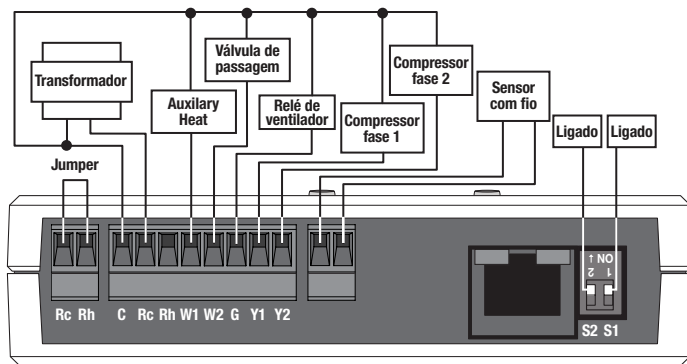 Transformador
Válvula de
passagem
Auxilary
Heat
Relé de
ventilador
Compressor
fase 1
Compressor
fase 2
Sensor
com fio
Ligado
Ligado
Jumper
ON ↓
1 2
Rc Rh C Rc Rh W1 W2 G Y1 Y2
S2 S1